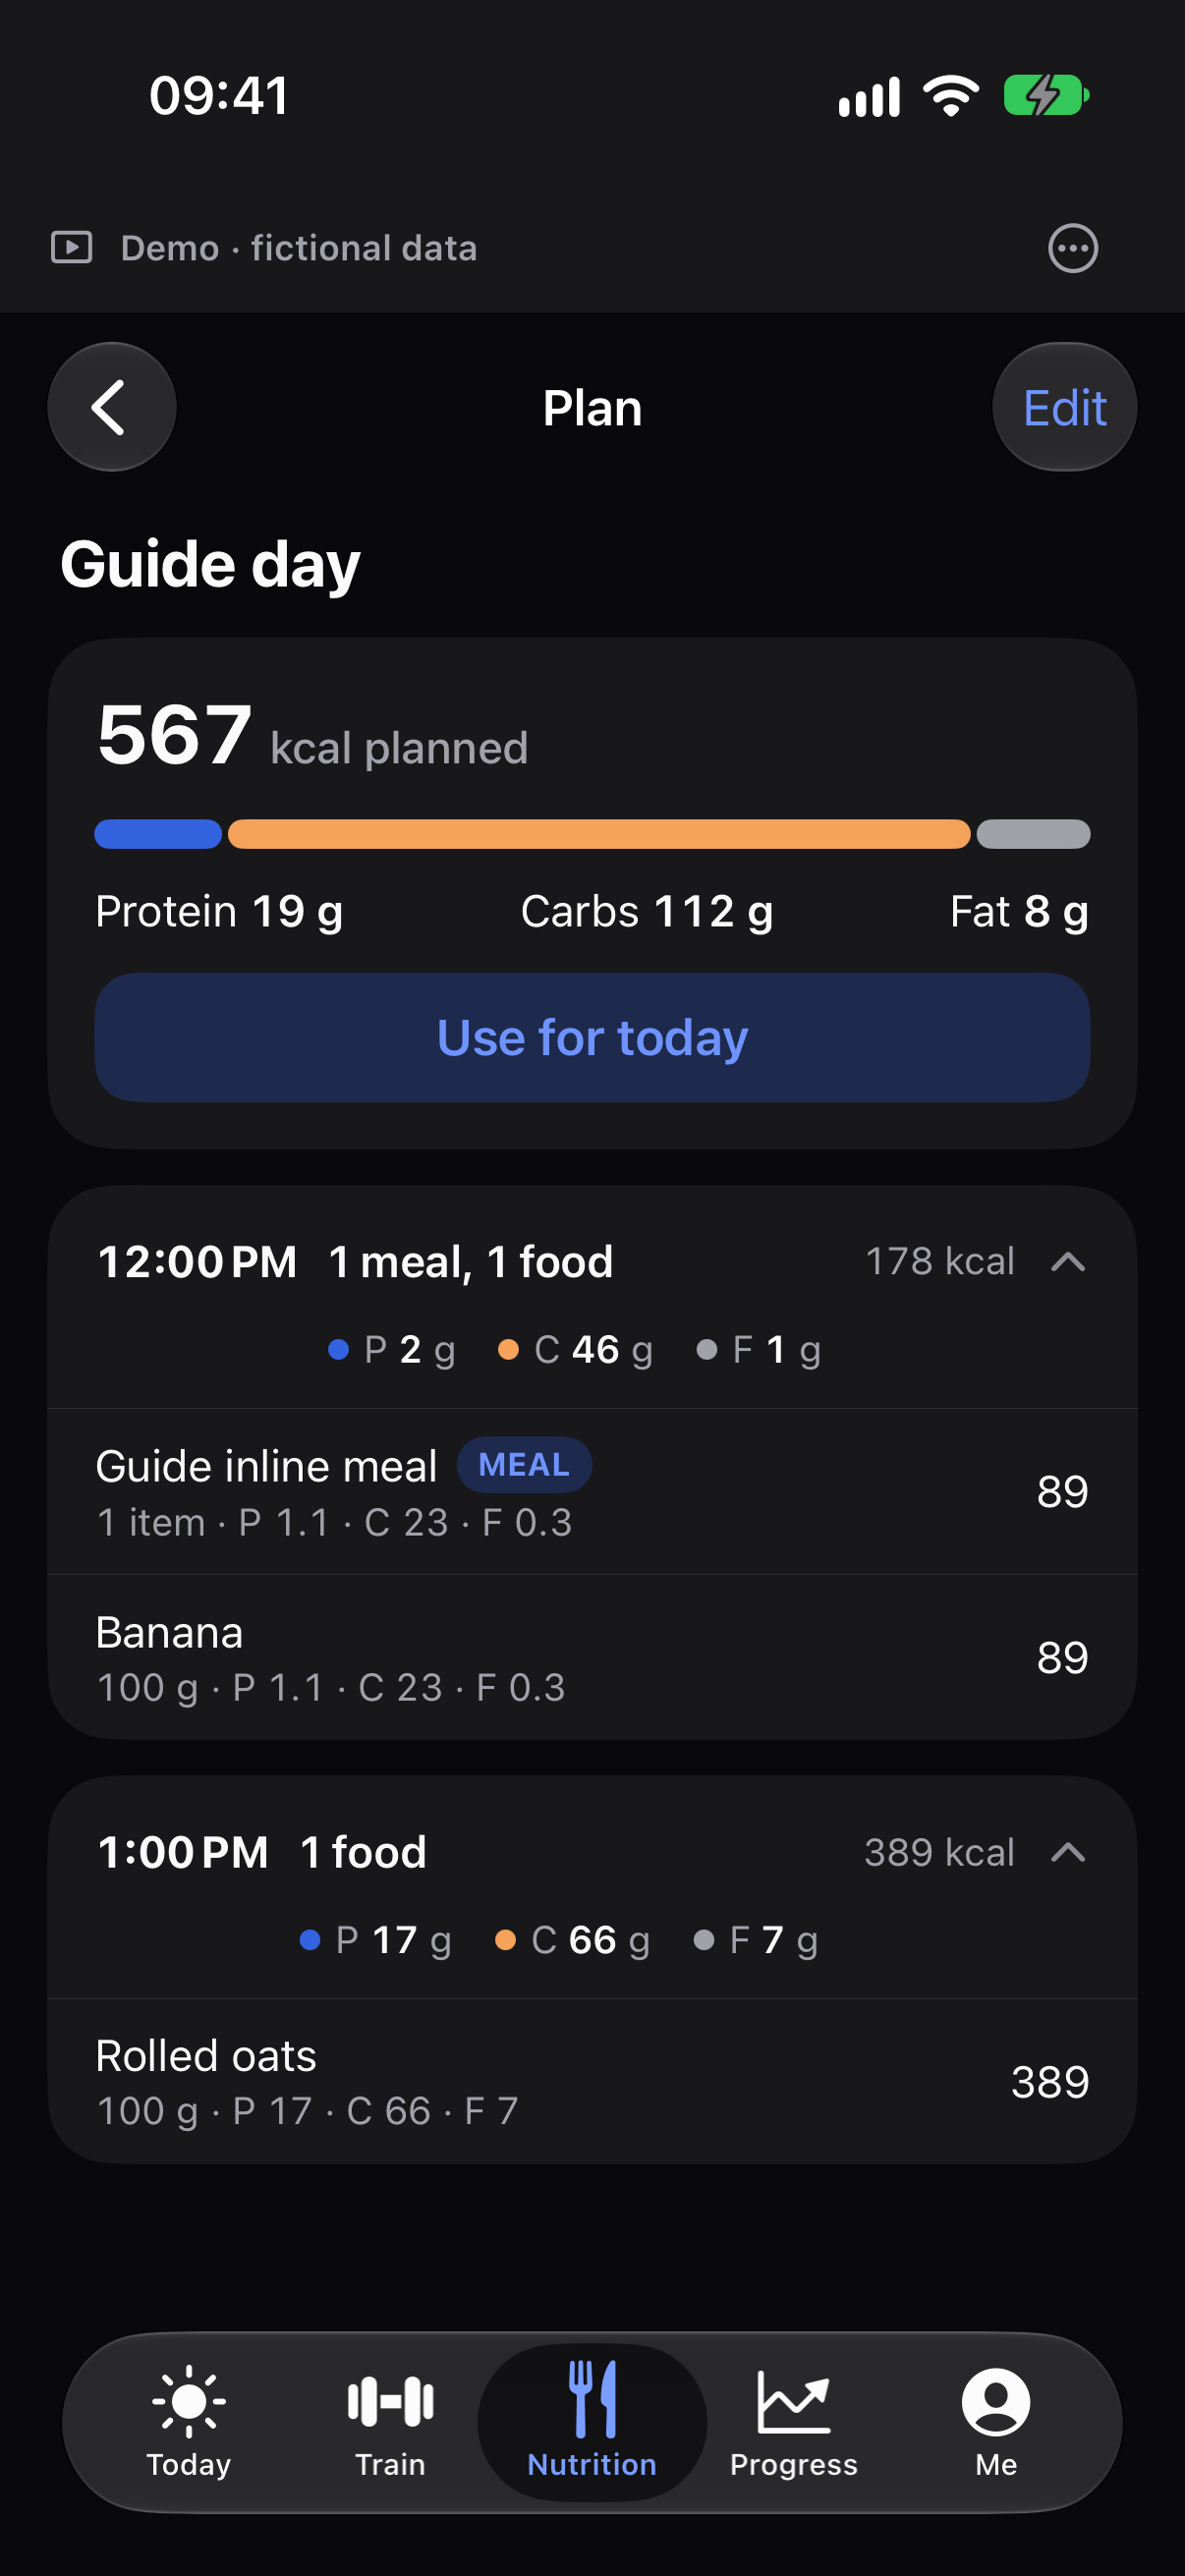 09:41
Demo · fictional data
Plan
Edit
Guide day
567 kcal planned
Protein 19 g Carbs 112 g Fat 8 g
Use for today
12:00 PM 1 meal, 1 food 178 kcal
P 2 g C 46 g F 1 g
Guide inline meal MEAL
1 item · P 1.1 · C 23 · F 0.3
89
Banana
100 g · P 1.1 · C 23 · F 0.3
89
1:00 PM 1 food 389 kcal
P 17 g C 66 g F 7 g
Rolled oats
100 g · P 17 · C 66 · F 7
389
Today Train Nutrition Progress Me